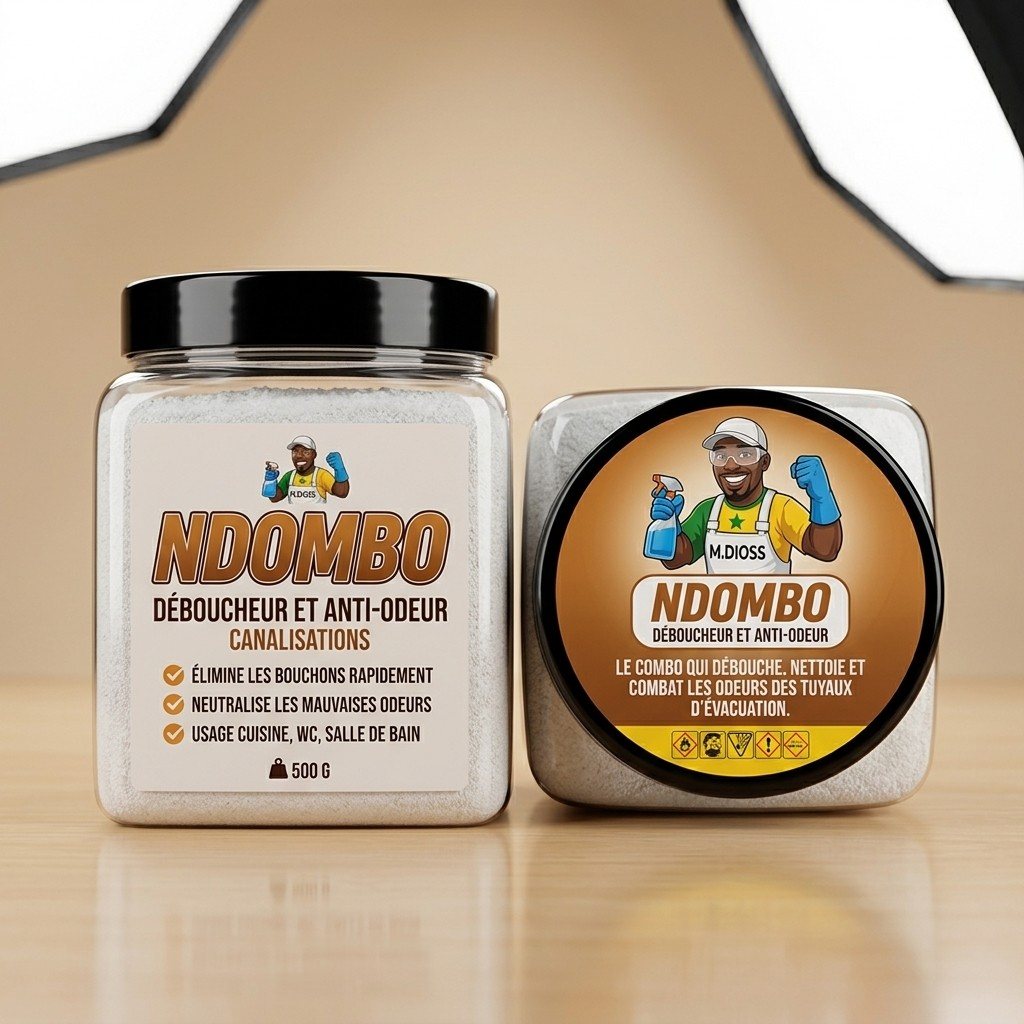 NDOMBO
DÉBOUCHEUR ET ANTI-ODEUR
CANALISATIONS
ÉLIMINE LES BOUCHONS RAPIDEMENT
NEUTRALISE LES MAUVAISES ODEURS
USAGE CUISINE, WC, SALLE DE BAIN
500 G
M.DIOSS
NDOMBO
DÉBOUCHEUR ET ANTI-ODEUR
LE COMBO QUI DÉBOUCHE. NETTOIE ET
COMBAT LES ODEURS DES TUYAUX
D'ÉVACUATION.